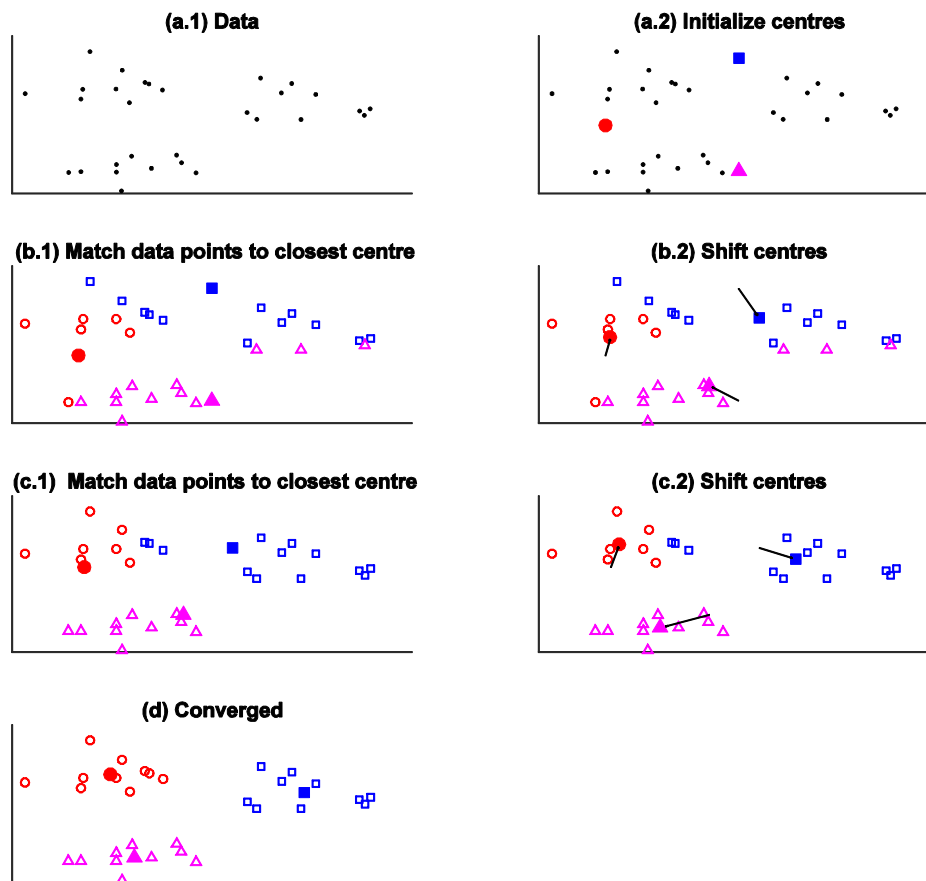 (a.1) Data
(a.2) Initialize centres
(b.1) Match data points to closest centre
(b.2) Shift centres
(c.1)  Match data points to closest centre
(c.2) Shift centres
(d) Converged